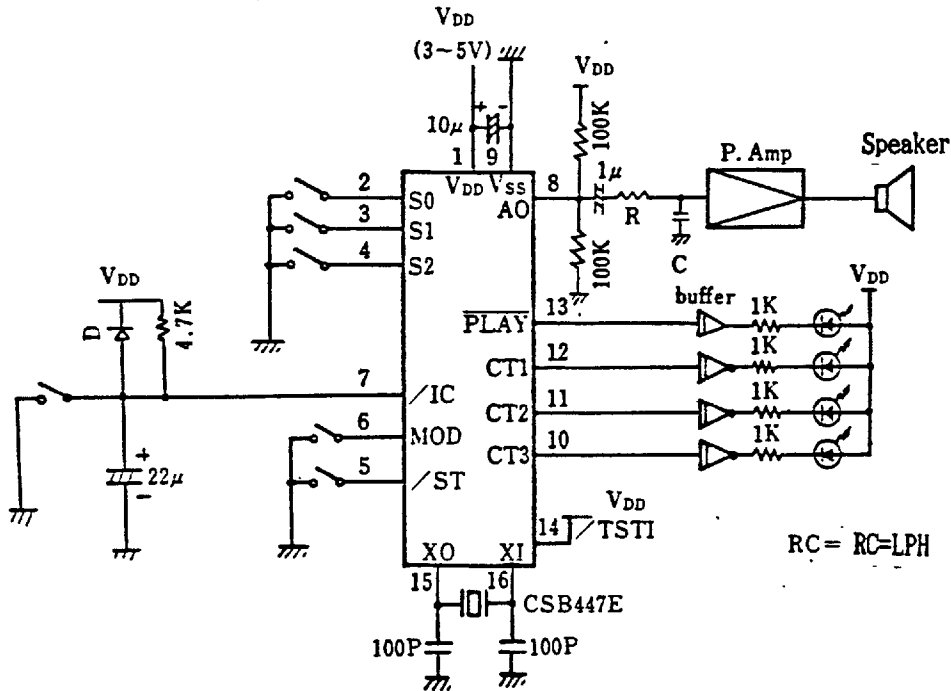 VDD
(3~5V)
10μ
+ -
1
9
VDD
VSS
AO
8
VDD
100K
100K
1μ
R
C
P. Amp
Speaker
2
S0
3
S1
4
S2
VDD
D
4.7K
7
/IC
6
MOD
5
/ST
+
22μ
-
13
PLAY
12
CT1
11
CT2
10
CT3
buffer
1K
1K
1K
1K
VDD
14
VDD
/TSTI
RC= RC=LPH
XO
XI
15
16
CSB447E
100P
100P